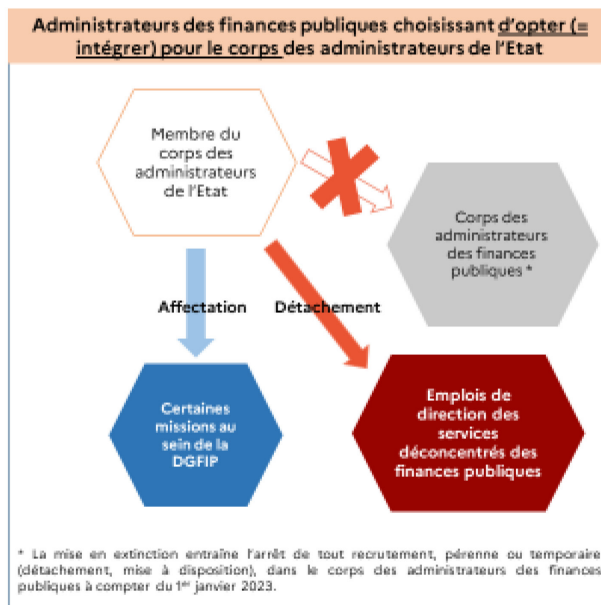 Administrateurs des finances publiques choisissant d'opter (=
intégrer) pour le corps des administrateurs de l'Etat
Membre du
corps des
administrateurs
de l'Etat
Corps des
administrateurs
des finances
publiques *
Affectation
Détachement
Certaines
missions au
sein de la
DGFIP
Emplois de
direction des
services
déconcentrés des
finances publiques
* La mise en extinction entraîne l'arrêt de tout recrutement, pérenne ou temporaire
(détachement, mise à disposition), dans le corps des administrateurs des finances
publiques à compter du 1er janvier 2023.